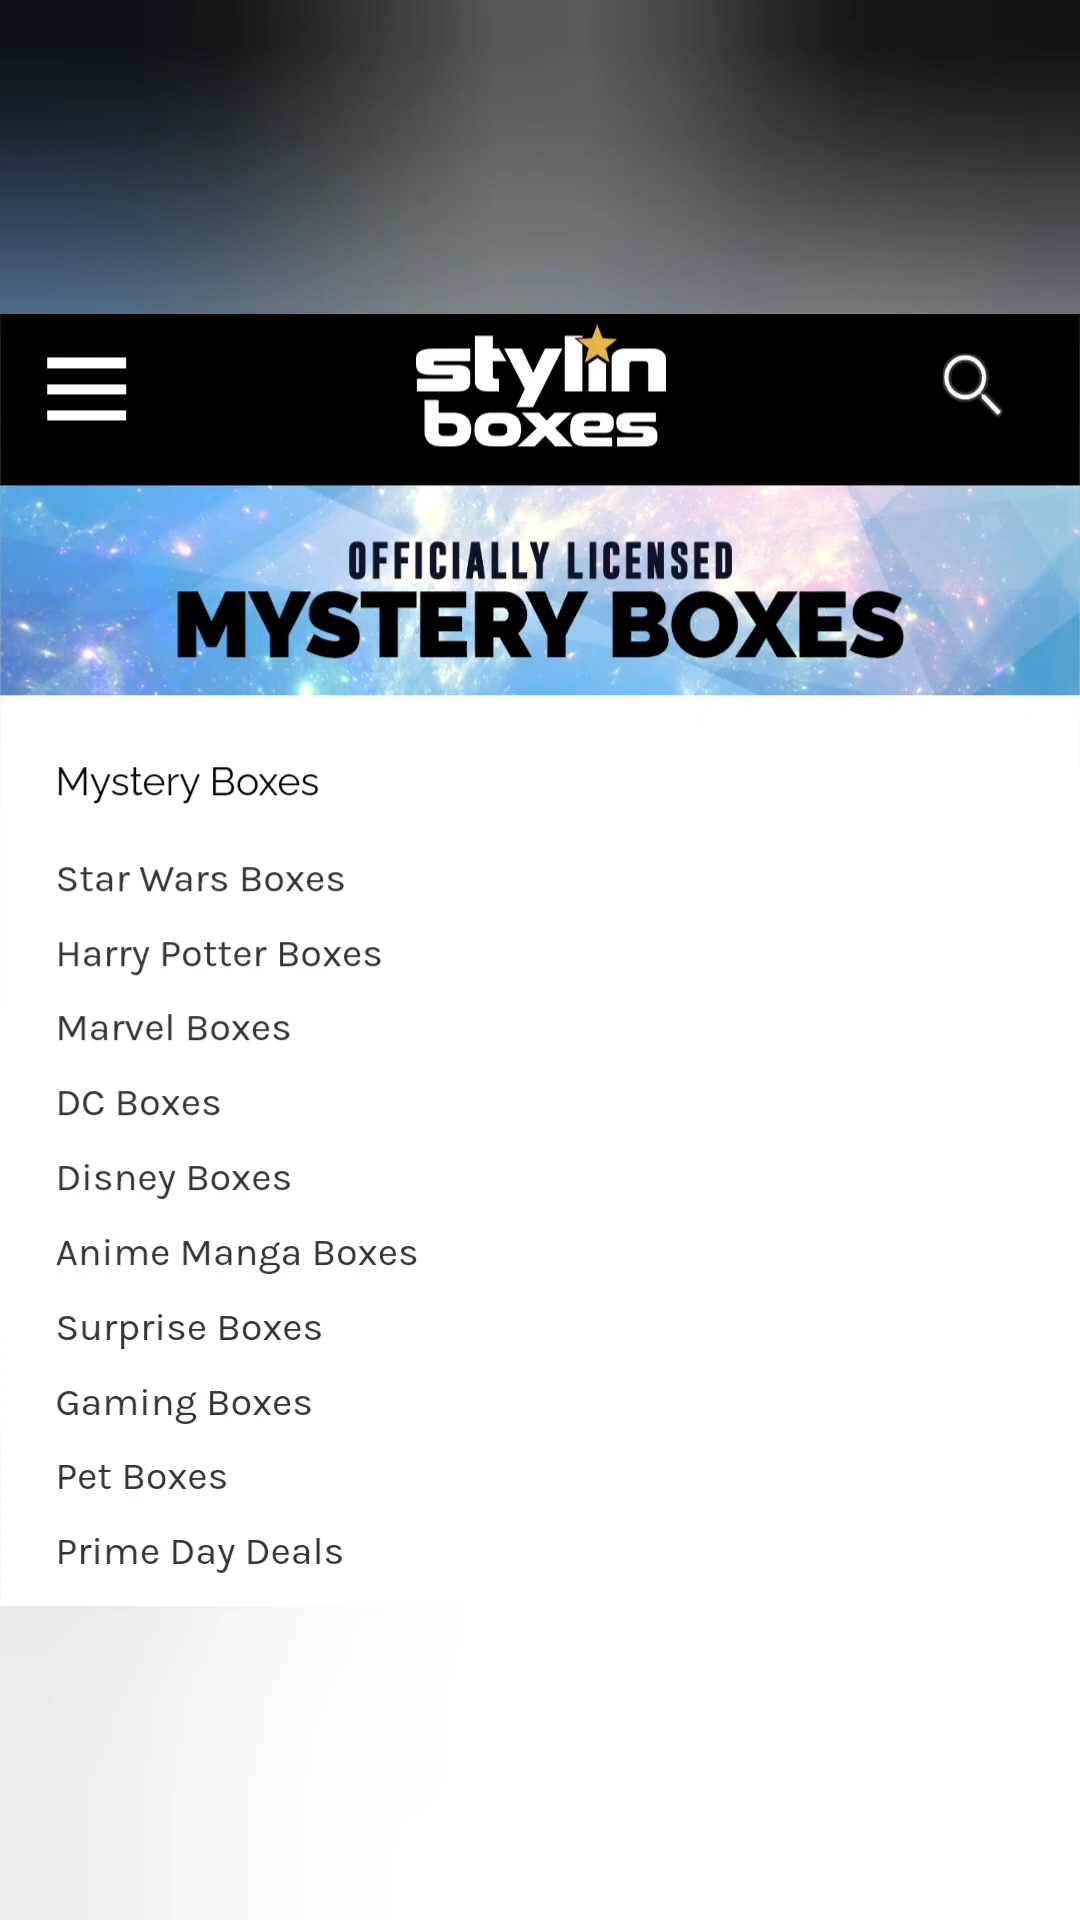 stylin
boxes
OFFICIALLY LICENSED
MYSTERY BOXES
Mystery Boxes
Star Wars Boxes
Harry Potter Boxes
Marvel Boxes
DC Boxes
Disney Boxes
Anime Manga Boxes
Surprise Boxes
Gaming Boxes
Pet Boxes
Prime Day Deals